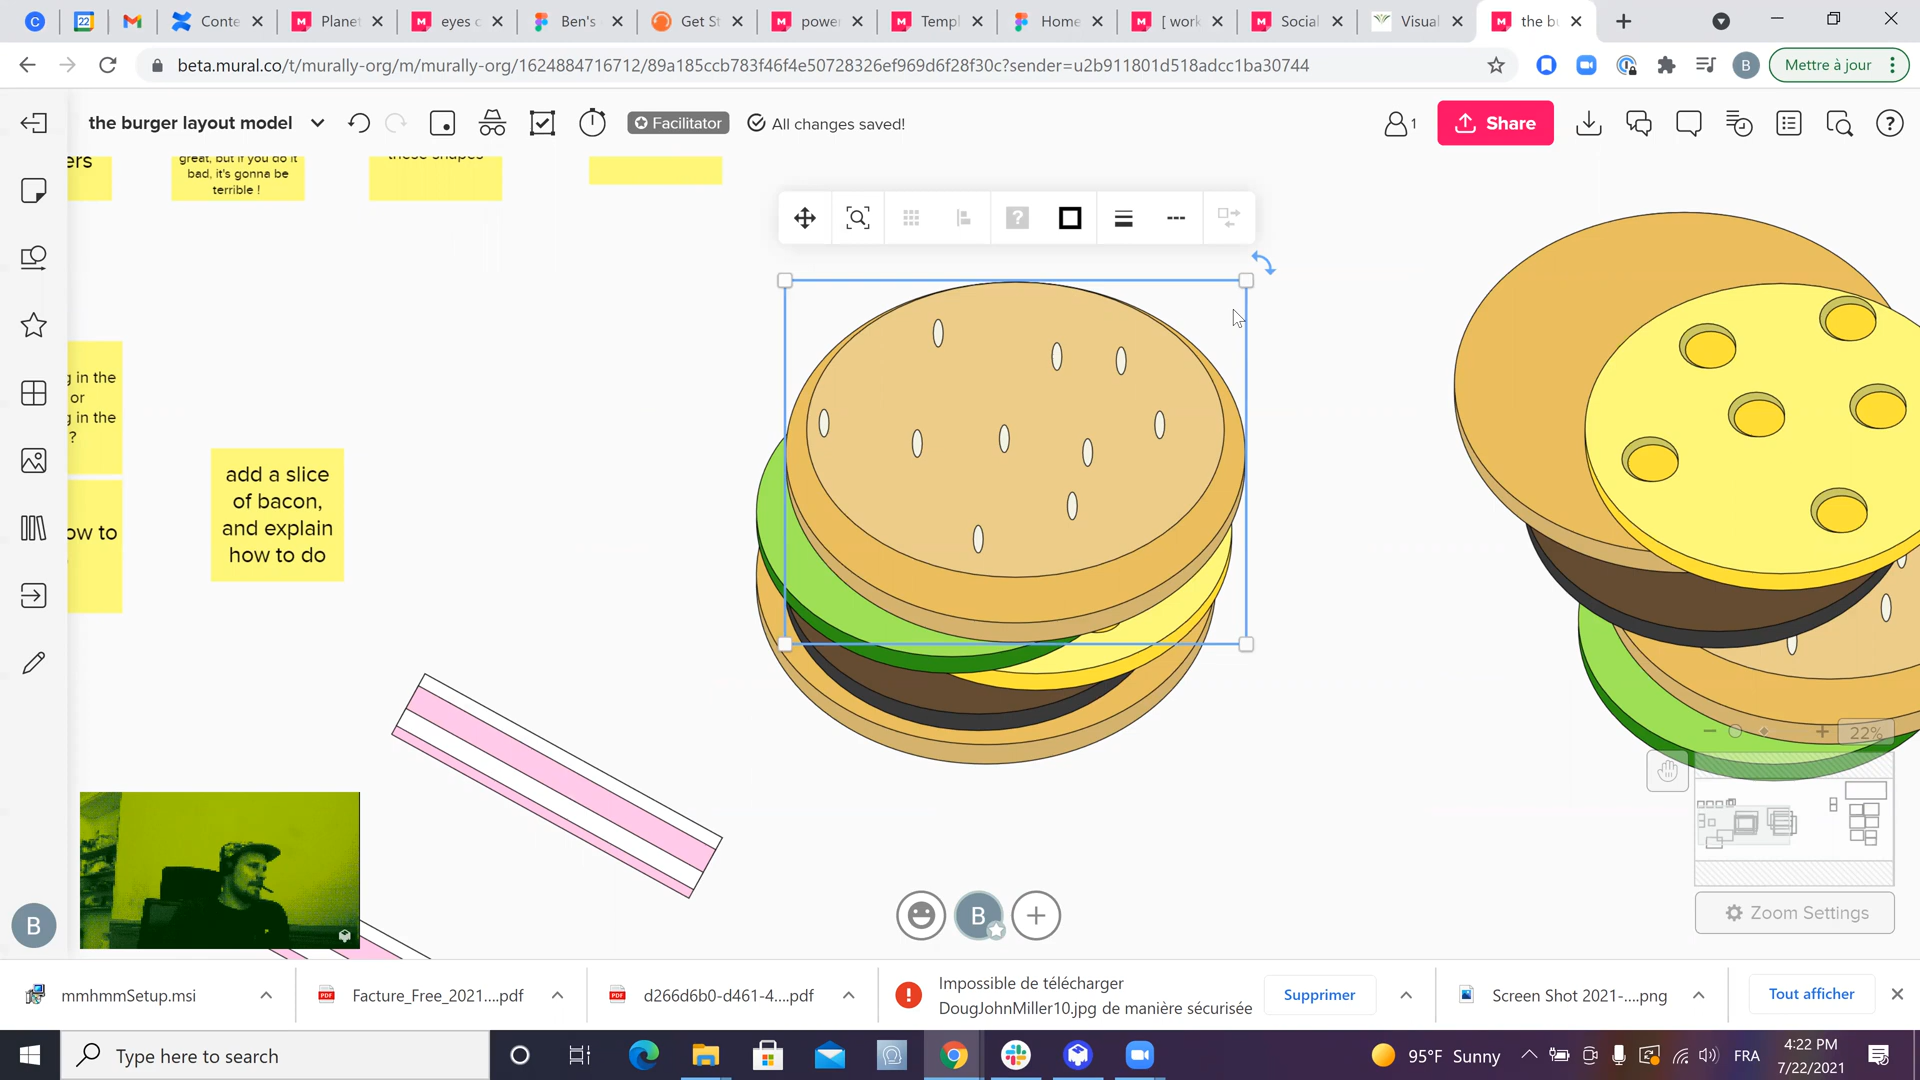 Conte
Planet
eyes c
Ben's
Get St
power
Templ
Home
[ work
Social
Visual
the bu
beta.mural.co/t/murally-org/m/murally-org/1624884716712/89a185ccb783f46f4e50728326ef969d6f28f30c?sender=u2b911801d518adcc1ba30744
B
Mettre à jour
the burger layout model
Facilitator
All changes saved!
1
Share
ers
great, but if you do it
bad, it's gonna be
terrible !
these shapes
g in the
or
g in the
?
ow to
add a slice
of bacon,
and explain
how to do
22%
Zoom Settings
B
B
mmhmmSetup.msi
Facture_Free_2021....pdf
d266d6b0-d461-4....pdf
Impossible de télécharger
DougJohnMiller10.jpg de manière sécurisée
Supprimer
Screen Shot 2021-....png
Tout afficher
Type here to search
95°F Sunny
FRA
4:22 PM
7/22/2021